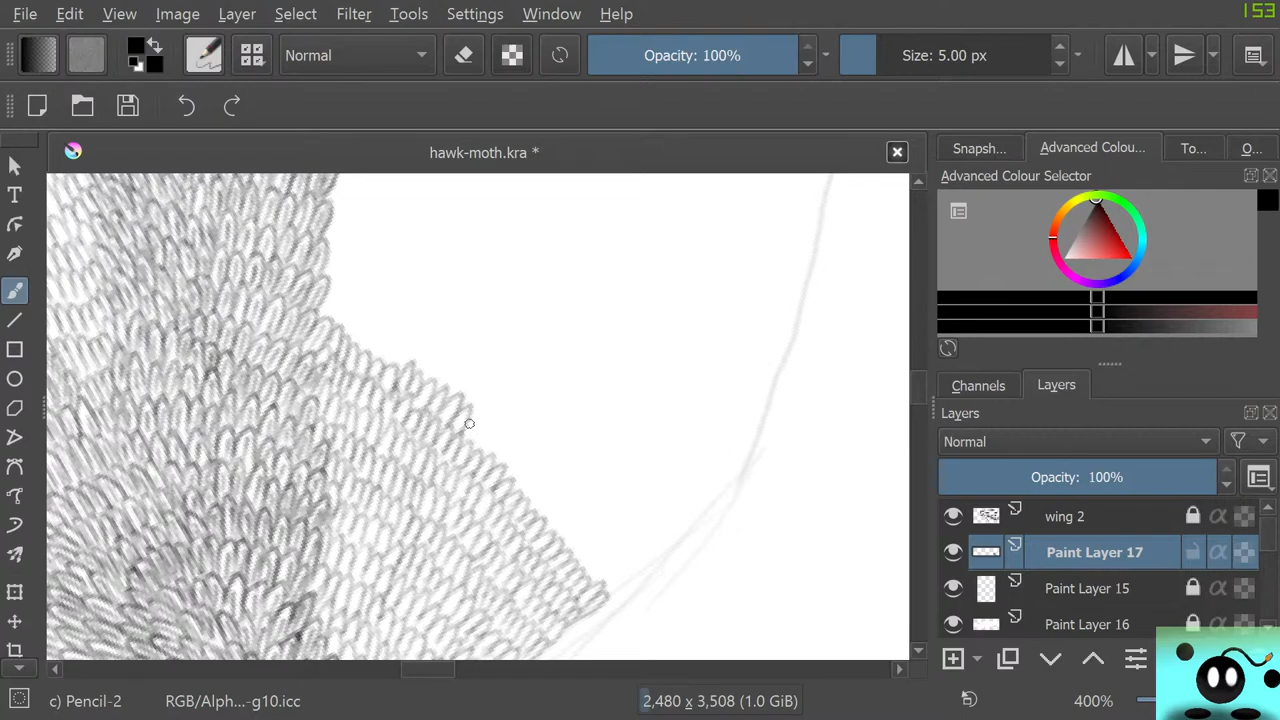 File Edit View Image Layer Select Filter Tools Settings Window Help
153
Normal
Opacity: 100%
Size: 5.00 px
hawk-moth.kra *
Snapsh... Advanced Colou... To... O...
Advanced Colour Selector
Channels Layers
Layers
Normal
Opacity: 100%
wing 2
Paint Layer 17
Paint Layer 15
Paint Layer 16
c) Pencil-2 RGB/Alph...-g10.icc 2,480 x 3,508 (1.0 GiB) 400%